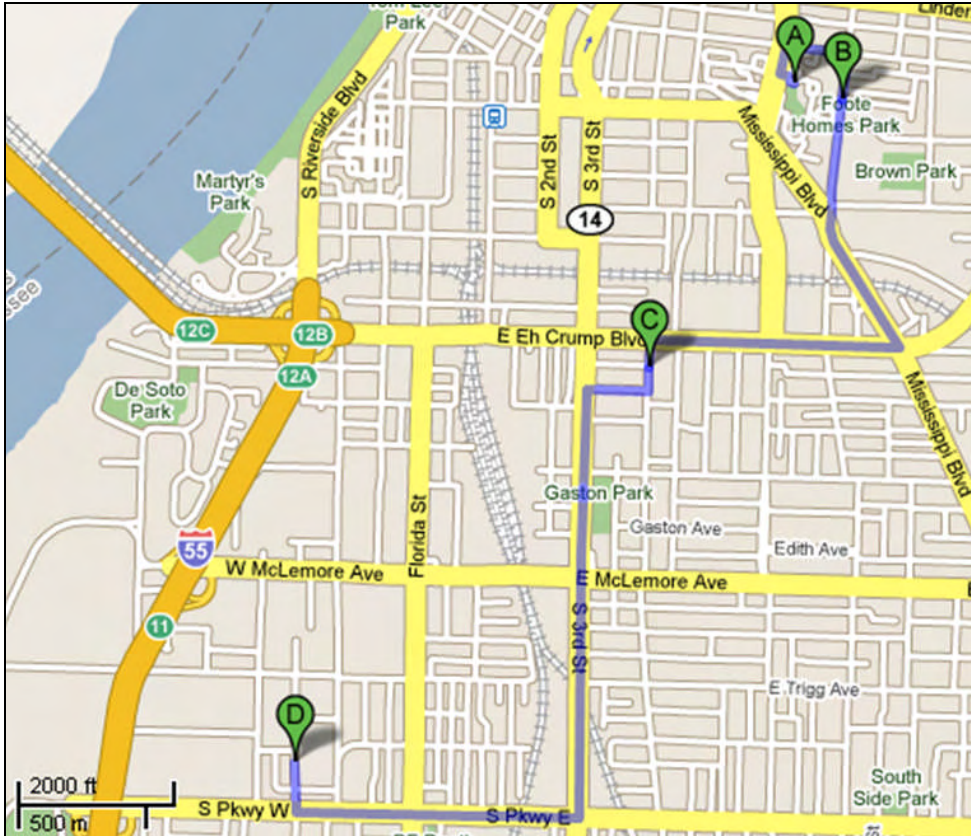 Tom Lee
Park
Linden
A
B
Foote
Homes Park
S Riverside Blvd
S 2nd St
S 3rd St
Mississippi Blvd
Brown Park
Martyr's
Park
14
12C
12B
E Eh Crump Blvd
C
12A
De Soto
Park
Mississippi Blvd
Gaston Park
Gaston Ave
Edith Ave
Florida St
55
W McLemore Ave
E McLemore Ave
11
S 3rd St
E Trigg Ave
D
2000 ft
500 m
S Pkwy W
S Pkwy E
South
Side Park